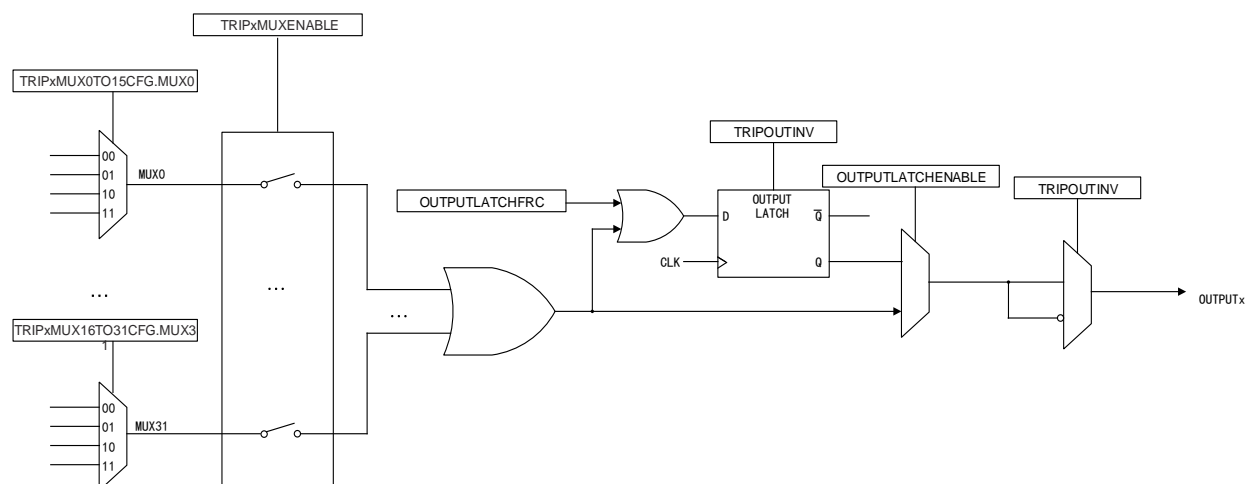 TRIPxMUXENABLE
TRIPxMUX0TO15CFG.MUX0
00
01
10
11
MUX0
...
TRIPxMUX16TO31CFG.MUX3
1
00
01
10
11
MUX31
...
...
OUTPUTLATCHFRC
TRIPOUTINV
OUTPUT
LATCH
D
Q
CLK
Q
OUTPUTLATCHENABLE
TRIPOUTINV
OUTPUTx